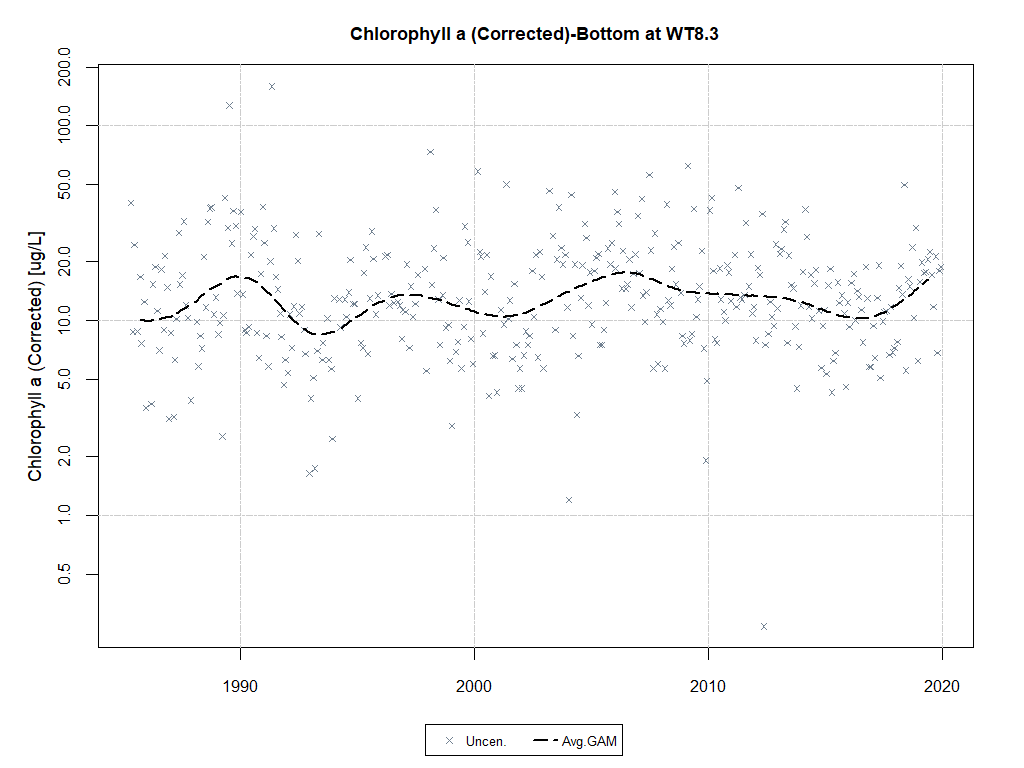 Chlorophyll a (Corrected)-Bottom at WT8.3
Chlorophyll a (Corrected) [ug/L]
200.0
100.0
50.0
20.0
10.0
5.0
2.0
1.0
0.5
1990 2000 2010 2020
Uncen. Avg.GAM